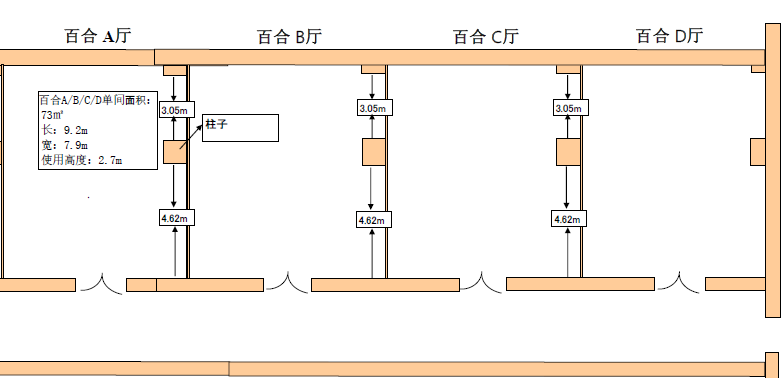 百合 A厅
百合 B厅
百合 C厅
百合 D厅
百合A/B/C/D单间面积：
73㎡
长：9.2m
宽：7.9m
使用高度：2.7m
3.05m
柱子
3.05m
3.05m
4.62m
4.62m
4.62m